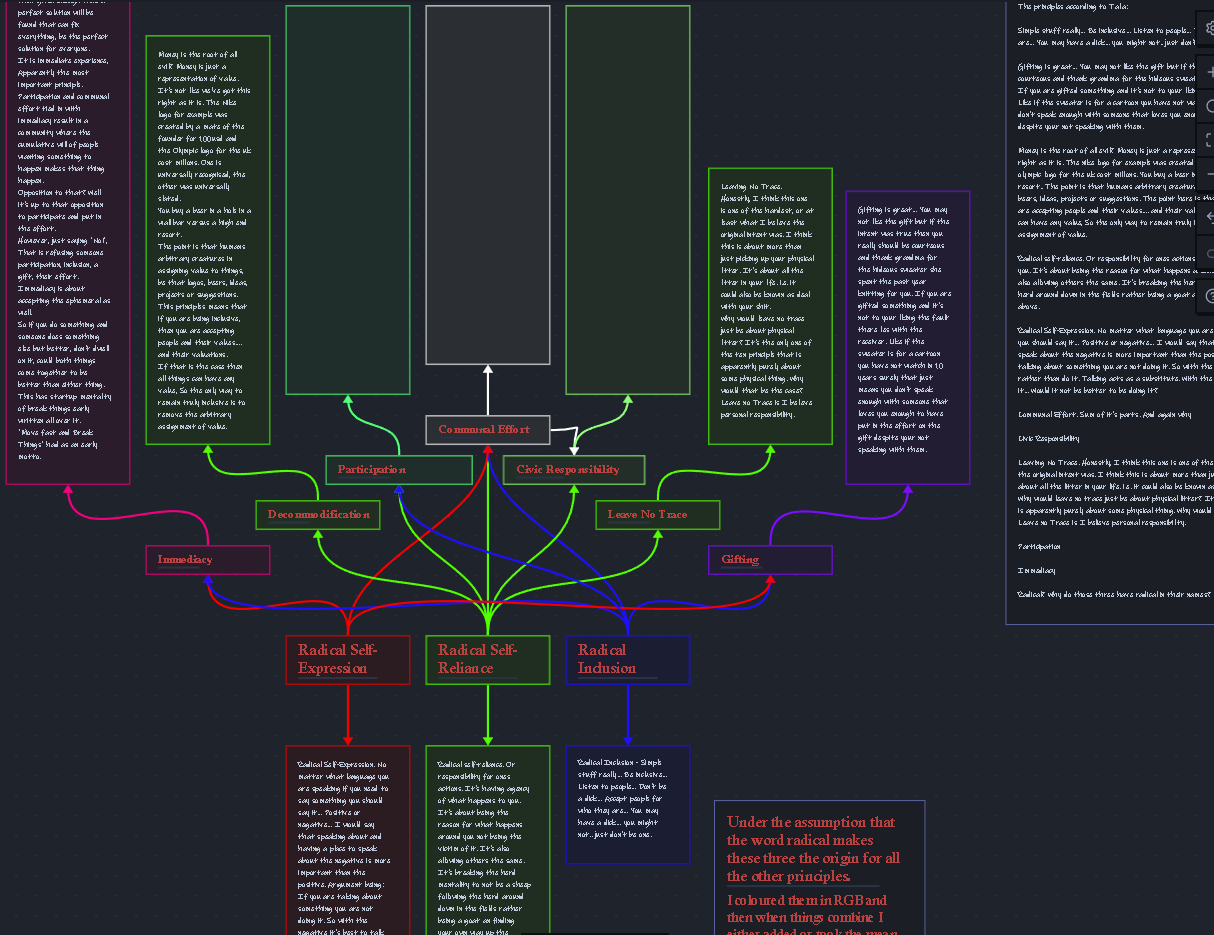 perfect solution will be
found that can fix
everything, be the perfect
solution for everyone.
It is immediate experience,
Apparently the most
important principle.
Participation and communal
effort tied in with
immediacy result in a
community where the
cumulative will of people
wanting something to
happen makes that thing
happen.
Opposition to that? Well
it's up to that opposition
to participate and put in
the effort.
However, just saying 'No',
That is refusing someone
participation, inclusion, a
gift, their effort.
Immediacy is about
accepting the ephemeral as
well.
So if you do something and
someone does something
else but better, don't dwell
on it, could both things
come together to be
better than either thing.
This has startup mentality
of break things early
written all over it.
'Move Fast and Break
Things' had as an early
motto.
Money is the root of all
evil? Money is just a
representation of value.
It's not like we've got this
right as it is. The Nike
logo for example was
created by a mate of the
founder for 100usd and
the Olympic logo for the uk
cost millions. One is
universally recognised, the
other was universally
slated.
You buy a beer in a hob in a
wall bar versus a high end
resort.
The point is that humans
arbitrary creatures in
assigning value to things,
be that logos, beers, ideas,
projects or suggestions.
This principles means that
if you are being inclusive,
then you are accepting
people and their values....
and their valuations.
If that is the case then
all things can have any
value, So the only way to
remain truly inclusive is to
remove the arbitrary
assignment of value.
Leaving No Trace.
Honestly, I think this one
is one of the hardest, or at
least what I believe the
original intent was. I think
this is about more than
just picking up your physical
litter. It's about all the
litter in your life. i.e. It
could also be known as deal
with your shit.
Why would leave no trace
just be about physical
litter? It's the only one of
the ten principle that is
apparently purely about
some physical thing. Why
would that be the case?
Leave no Trace is I believe
personal responsibility.
Gifting is great... You may
not like the gift but if the
intent was true then you
really should be courteous
and thank grandma for
the hideous sweater she
spent the past year
knitting for you. If you are
gifted something and it's
not to your liking the fault
there lies with the
receiver. Like if the
sweater is for a cartoon
you have not watch in 10
years surely that just
means you don't speak
enough with someone that
loves you enough to have
put in the effort on the
gift despite your not
speaking with them.
The principles according to Tala:
Simple stuff really... Be inclusive... Listen to people...
are... You may have a dick... you might not.. just don't
Gifting is great... You may not like the gift but if th
courteous and thank grandma for the hideous sweat
If you are gifted something and it's not to your lik
Like if the sweater is for a cartoon you have not wa
don't speak enough with someone that loves you eno
despite your not speaking with them.
Money is the root of all evil? Money is just a represe
right as it is. The Nike logo for example was created
olympic logo for the uk cost millions. You buy a beer
resort. The point is that humans arbitrary creatur
beers, ideas, projects or suggestions. The point here is tha
are accepting people and their values.... and their val
can have any value, So the only way to remain truly i
assignment of value.
Radical self-reliance. Or responsibility for ones actions
you. It's about being the reason for what happens a
also allowing others the same. It's breaking the her
herd around down in the fields rather being a goat
above.
Radical Self-Expression. No matter what language you are
you should say it... Positive or negative... I would say that
speak about the negative is more important than the pos
talking about something you are not doing it. So with the
rather than do it. Talking acts as a substitute. with the
it... would it not be better to be doing it?
Communal Effort. Sum of it's parts. And again why
Civic Responsibility
Leaving No Trace. Honestly, I think this one is one of the
the original intent was. I think this is about more than ju
about all the litter in your life. i.e. It could also be known a
Why would leave no trace just be about physical litter? It
is apparently purely about some physical thing. Why would
Leave no Trace is I believe personal responsibility.
Participation
Immediacy
Radical? Why do those three have radical in their names?
Communal Effort
Participation
Civic Responsibility
Decommodification
Leave No Trace
Immediacy
Gifting
Radical Self-
Expression
Radical Self-
Reliance
Radical
Inclusion
Radical Self-Expression. No
matter what language you
are speaking if you need to
say something you should
say it... Positive or
negative... I would say
that speaking about and
having a place to speak
about the negative is more
important than the
positive. Argument being:
If you are taking about
something you are not
doing it. So with the
negative it's best to talk
Radical self-reliance. Or
responsibility for ones
actions. It's having agency
of what happens to you.
It's about being the
reason for what happens
around you not being the
victim of it. It's also
allowing others the same.
It's breaking the herd
mentality to not be a sheep
following the herd around
down in the fields rather
being a goat an finding
your own way up the
Radical Inclusion - Simple
stuff really... Be inclusive...
Listen to people... Don't be
a dick... Accept people for
who they are... You may
have a dick... you might
not.. just don't be one.
Under the assumption that
the word radical makes
these three the origin for all
the other principles.
I coloured them in RGB and
then when things combine I
either added or took the mean